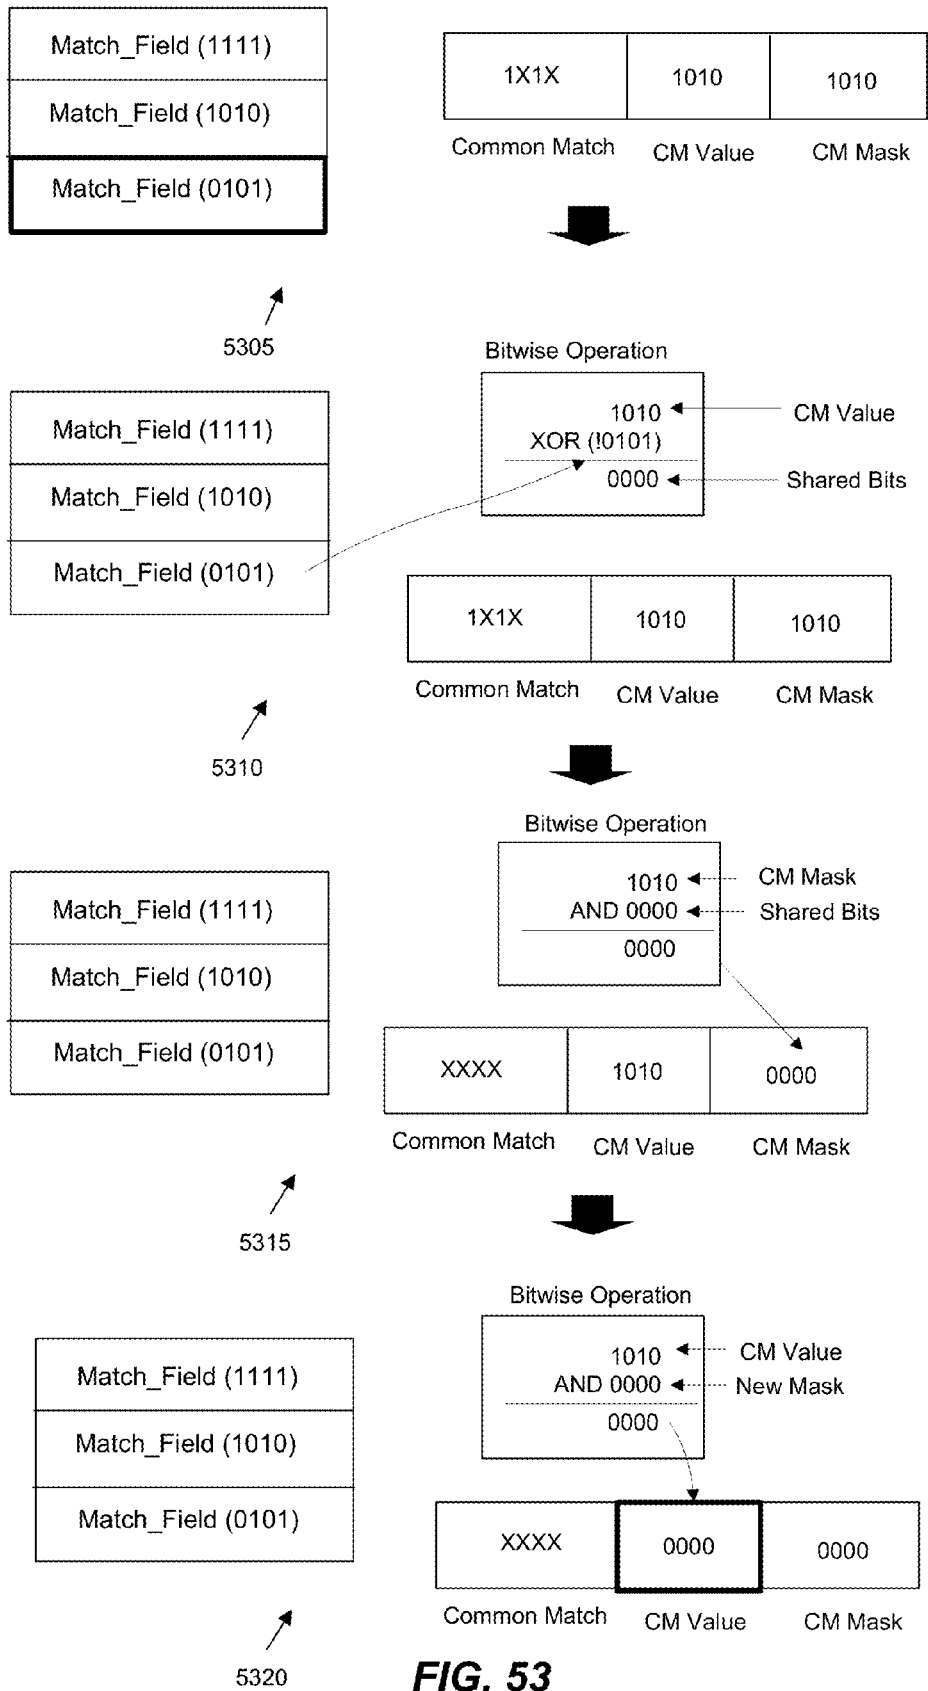 Match_Field (1111)
Match_Field (1010)
Match_Field (0101)
1X1X 1010 1010
Common Match CM Value CM Mask
5305
Bitwise Operation
1010 CM Value
XOR (!0101)
0000 Shared Bits
Match_Field (1111)
Match_Field (1010)
Match_Field (0101)
1X1X 1010 1010
Common Match CM Value CM Mask
5310
Bitwise Operation
1010 CM Mask
AND 0000 Shared Bits
0000
Match_Field (1111)
Match_Field (1010)
Match_Field (0101)
XXXX 1010 0000
Common Match CM Value CM Mask
5315
Bitwise Operation
1010 CM Value
AND 0000 New Mask
0000
Match_Field (1111)
Match_Field (1010)
Match_Field (0101)
XXXX 0000 0000
Common Match CM Value CM Mask
5320
FIG. 53